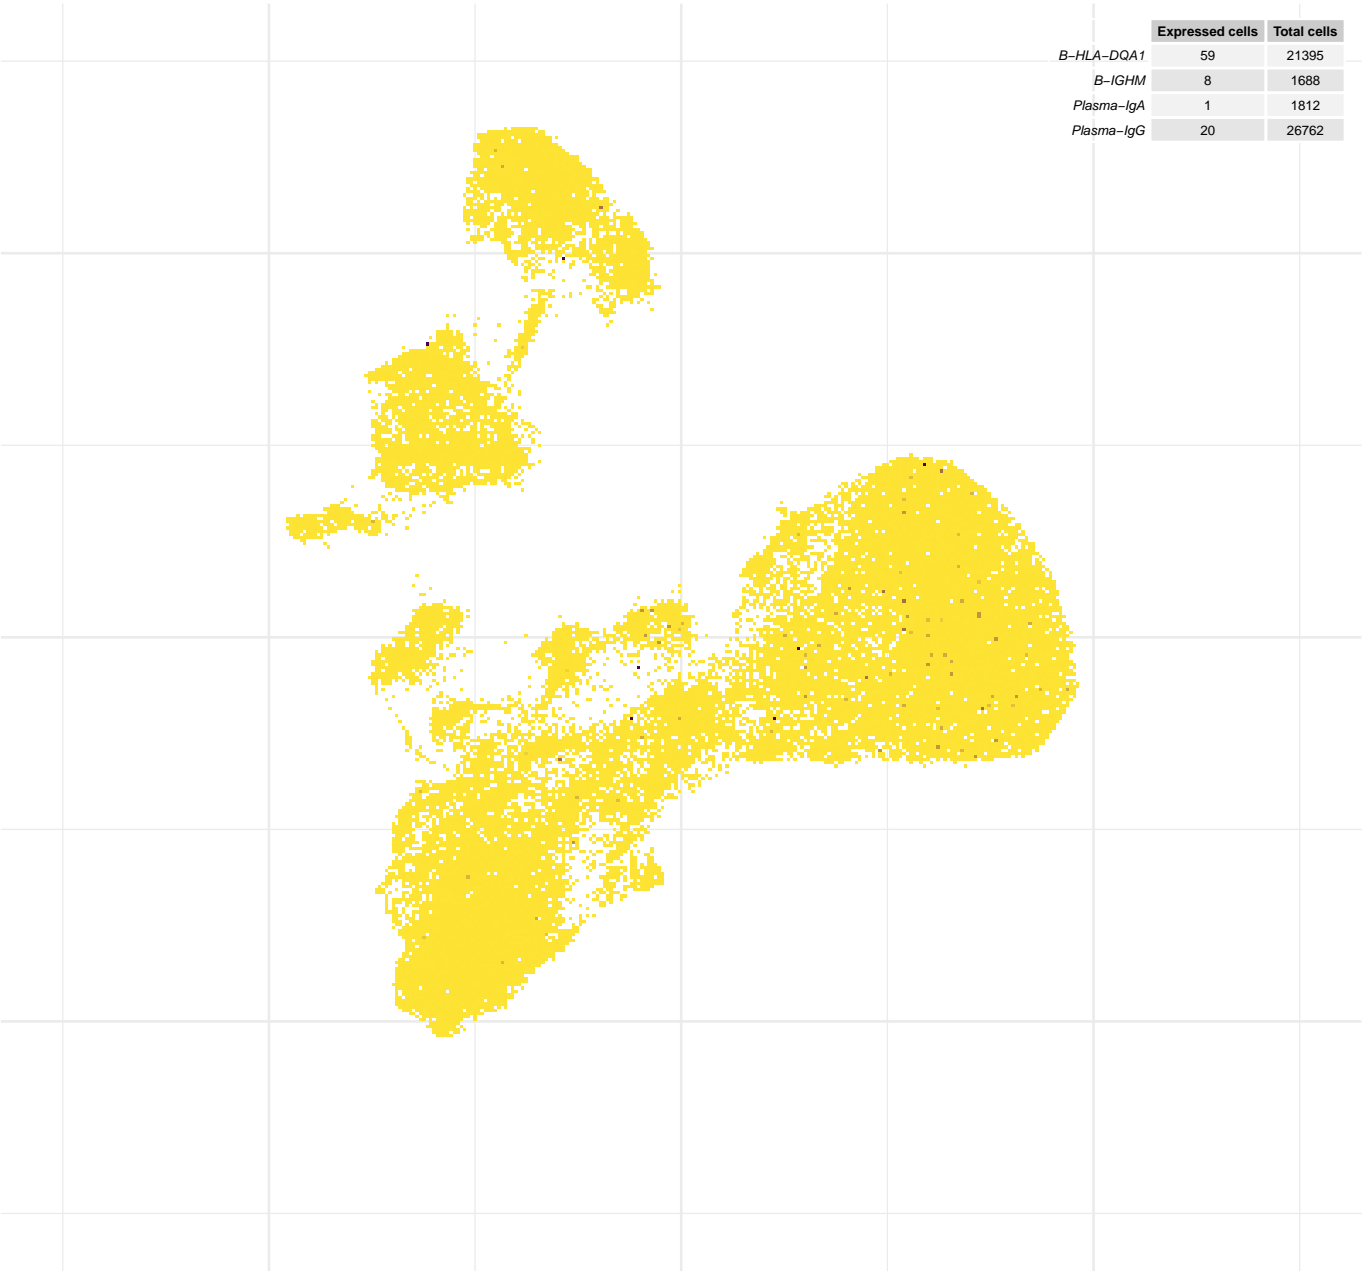 Expressed cells Total cells
B−HLA−DQA1 59 21395
B−IGHM 8 1688
Plasma−IgA 1 1812
Plasma−IgG 20 26762